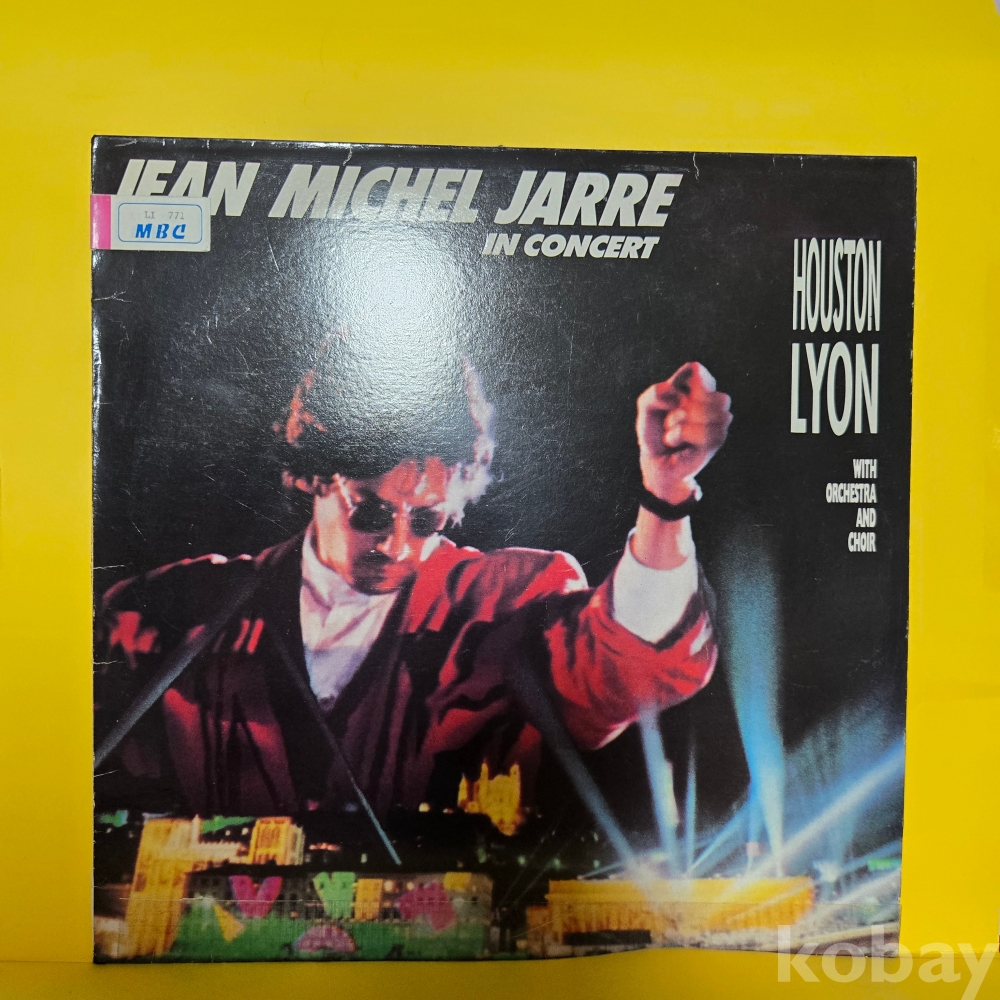 JEAN MICHEL JARRE
IN CONCERT
LI 771
MBC
HOUSTON
LYON
WITH
ORCHESTRA
AND
CHOIR
kobay